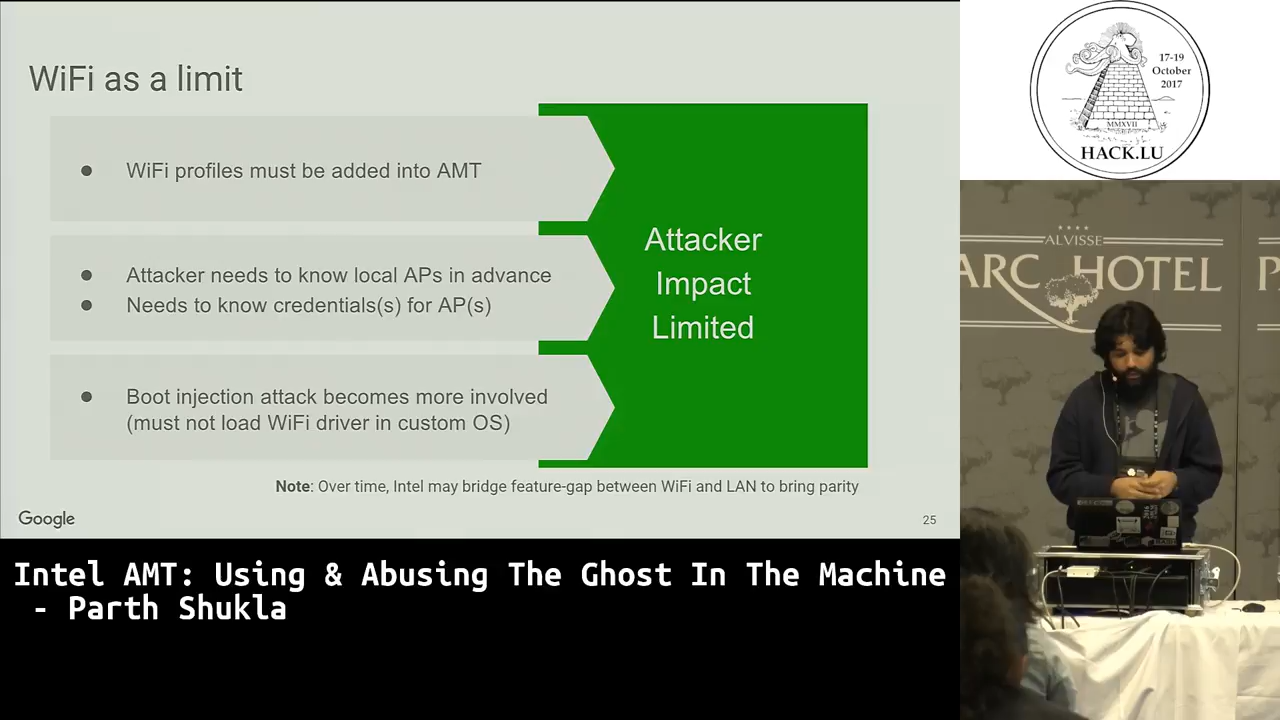 WiFi as a limit
WiFi profiles must be added into AMT
Attacker needs to know local APs in advance
Needs to know credentials(s) for AP(s)
Boot injection attack becomes more involved
(must not load WiFi driver in custom OS)
Attacker
Impact
Limited
Note: Over time, Intel may bridge feature-gap between WiFi and LAN to bring parity
Google
25
Intel AMT: Using & Abusing The Ghost In The Machine
- Parth Shukla
17-19
October
2017
MMXVII
HACK.LU
ALVISSE
PARC HOTEL